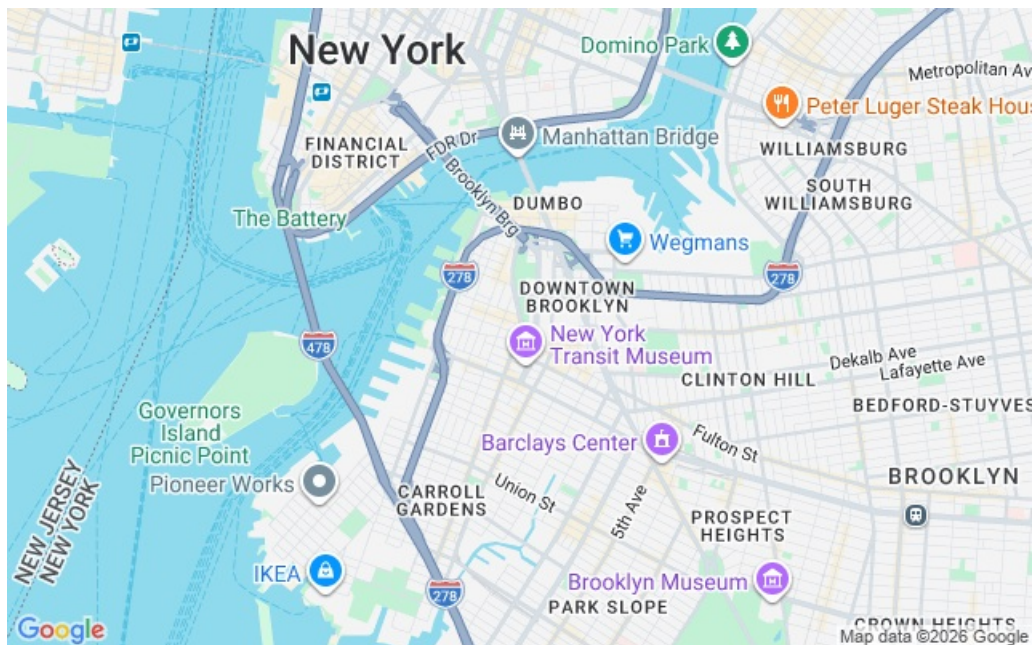 New York
Domino Park
Metropolitan Av
Peter Luger Steak Hous
FINANCIAL
DISTRICT
FDR Dr
Manhattan Bridge
WILLIAMSBURG
Brooklyn Brg
DUMBO
SOUTH
WILLIAMSBURG
The Battery
Wegmans
278
278
DOWNTOWN
BROOKLYN
478
New York
Transit Museum
Dekalb Ave
Lafayette Ave
CLINTON HILL
BEDFORD-STUYVES
Governors
Island
Picnic Point
Barclays Center
Fulton St
Pioneer Works
CARROLL
GARDENS
Union St
5th Ave
BROOKLYN
PROSPECT
HEIGHTS
NEW JERSEY
NEW YORK
IKEA
278
Brooklyn Museum
PARK SLOPE
CROWN HEIGHTS
Google
Map data ©2026 Google